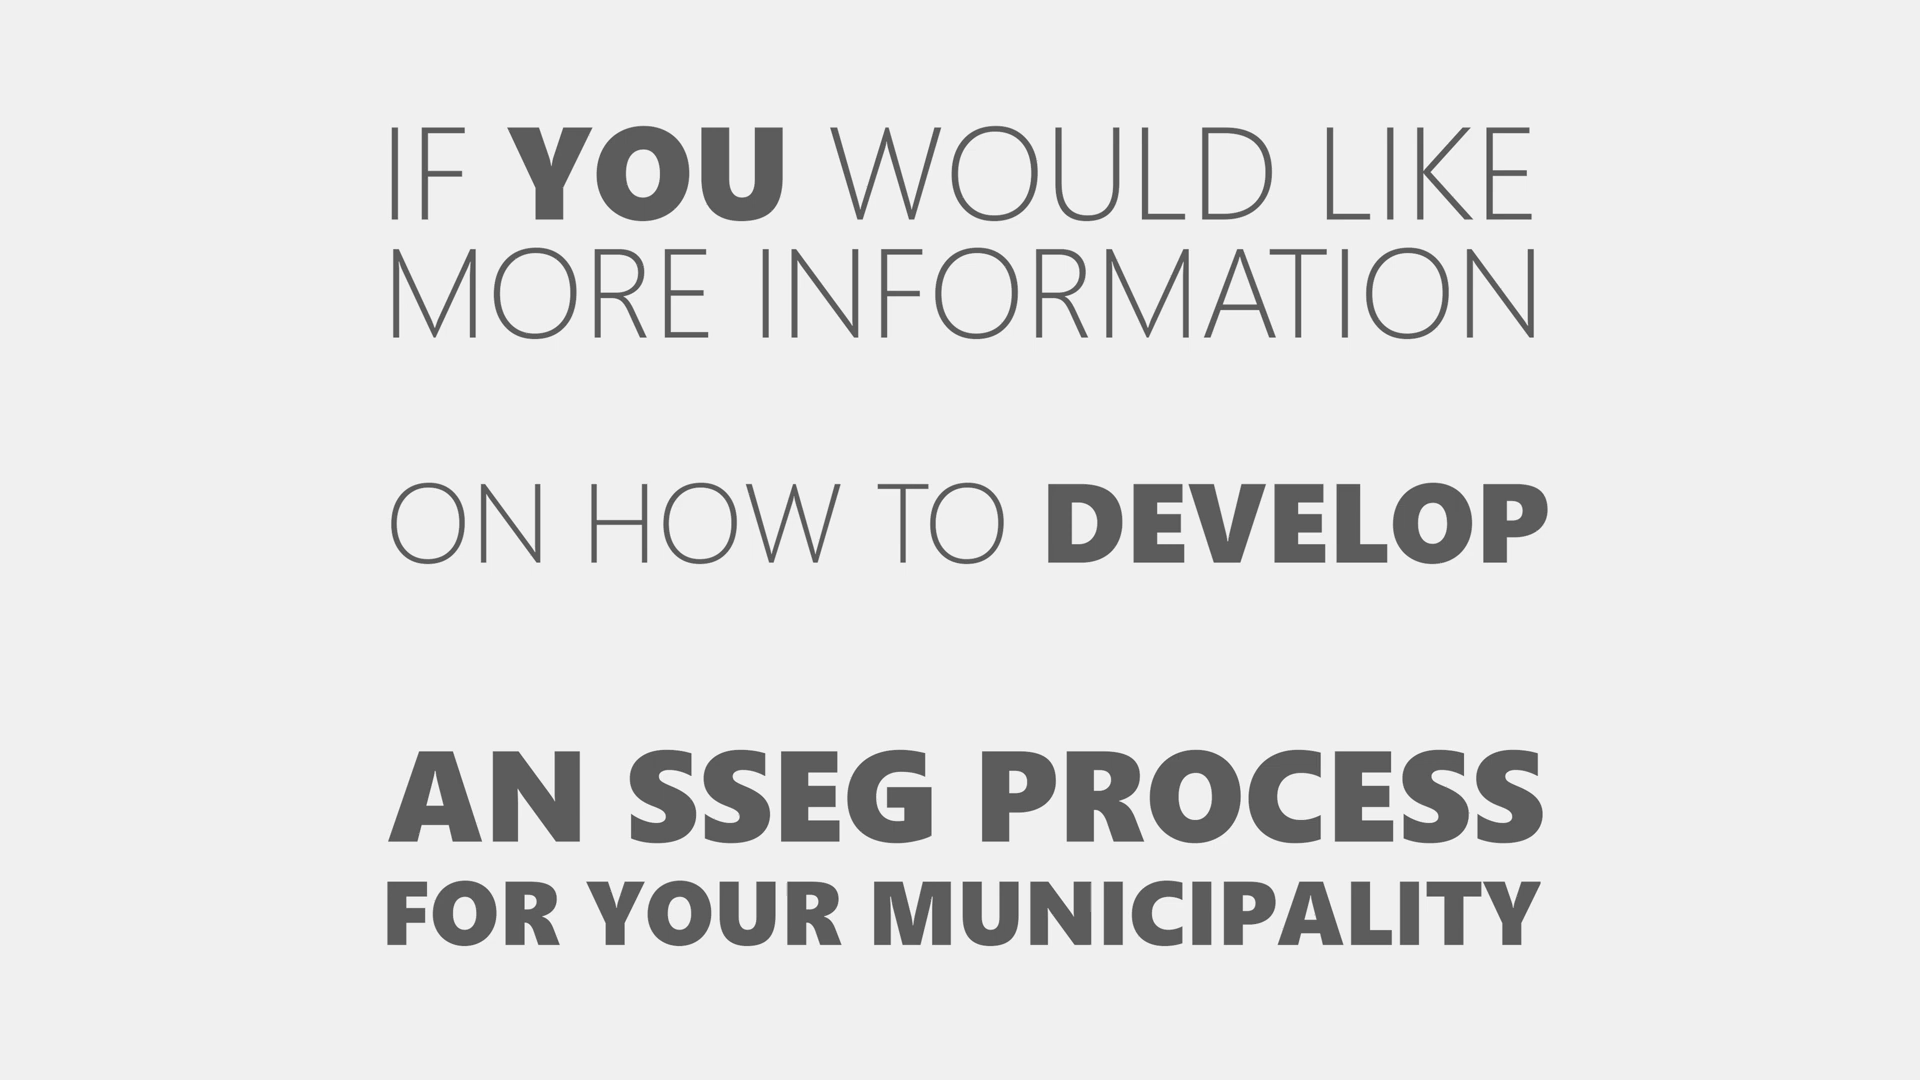 IF YOU WOULD LIKE
MORE INFORMATION
ON HOW TO DEVELOP
AN SSEG PROCESS
FOR YOUR MUNICIPALITY